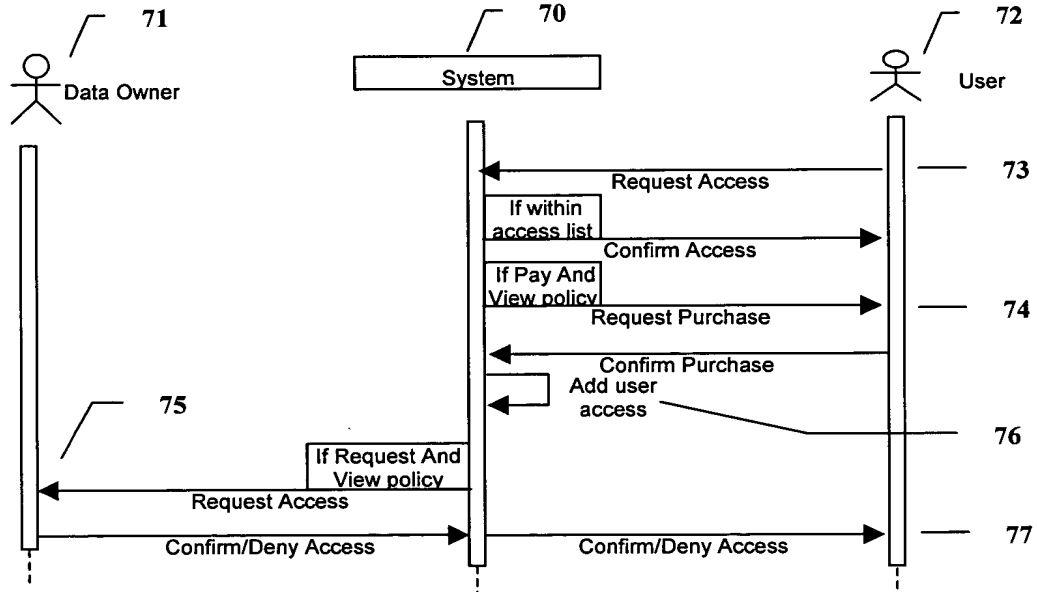 71
70
72
Data Owner
System
User
73
Request Access
If within
access list
Confirm Access
If Pay And
View policy
74
Request Purchase
Confirm Purchase
Add user
access
75
76
If Request And
View policy
Request Access
Confirm/Deny Access
Confirm/Deny Access
77